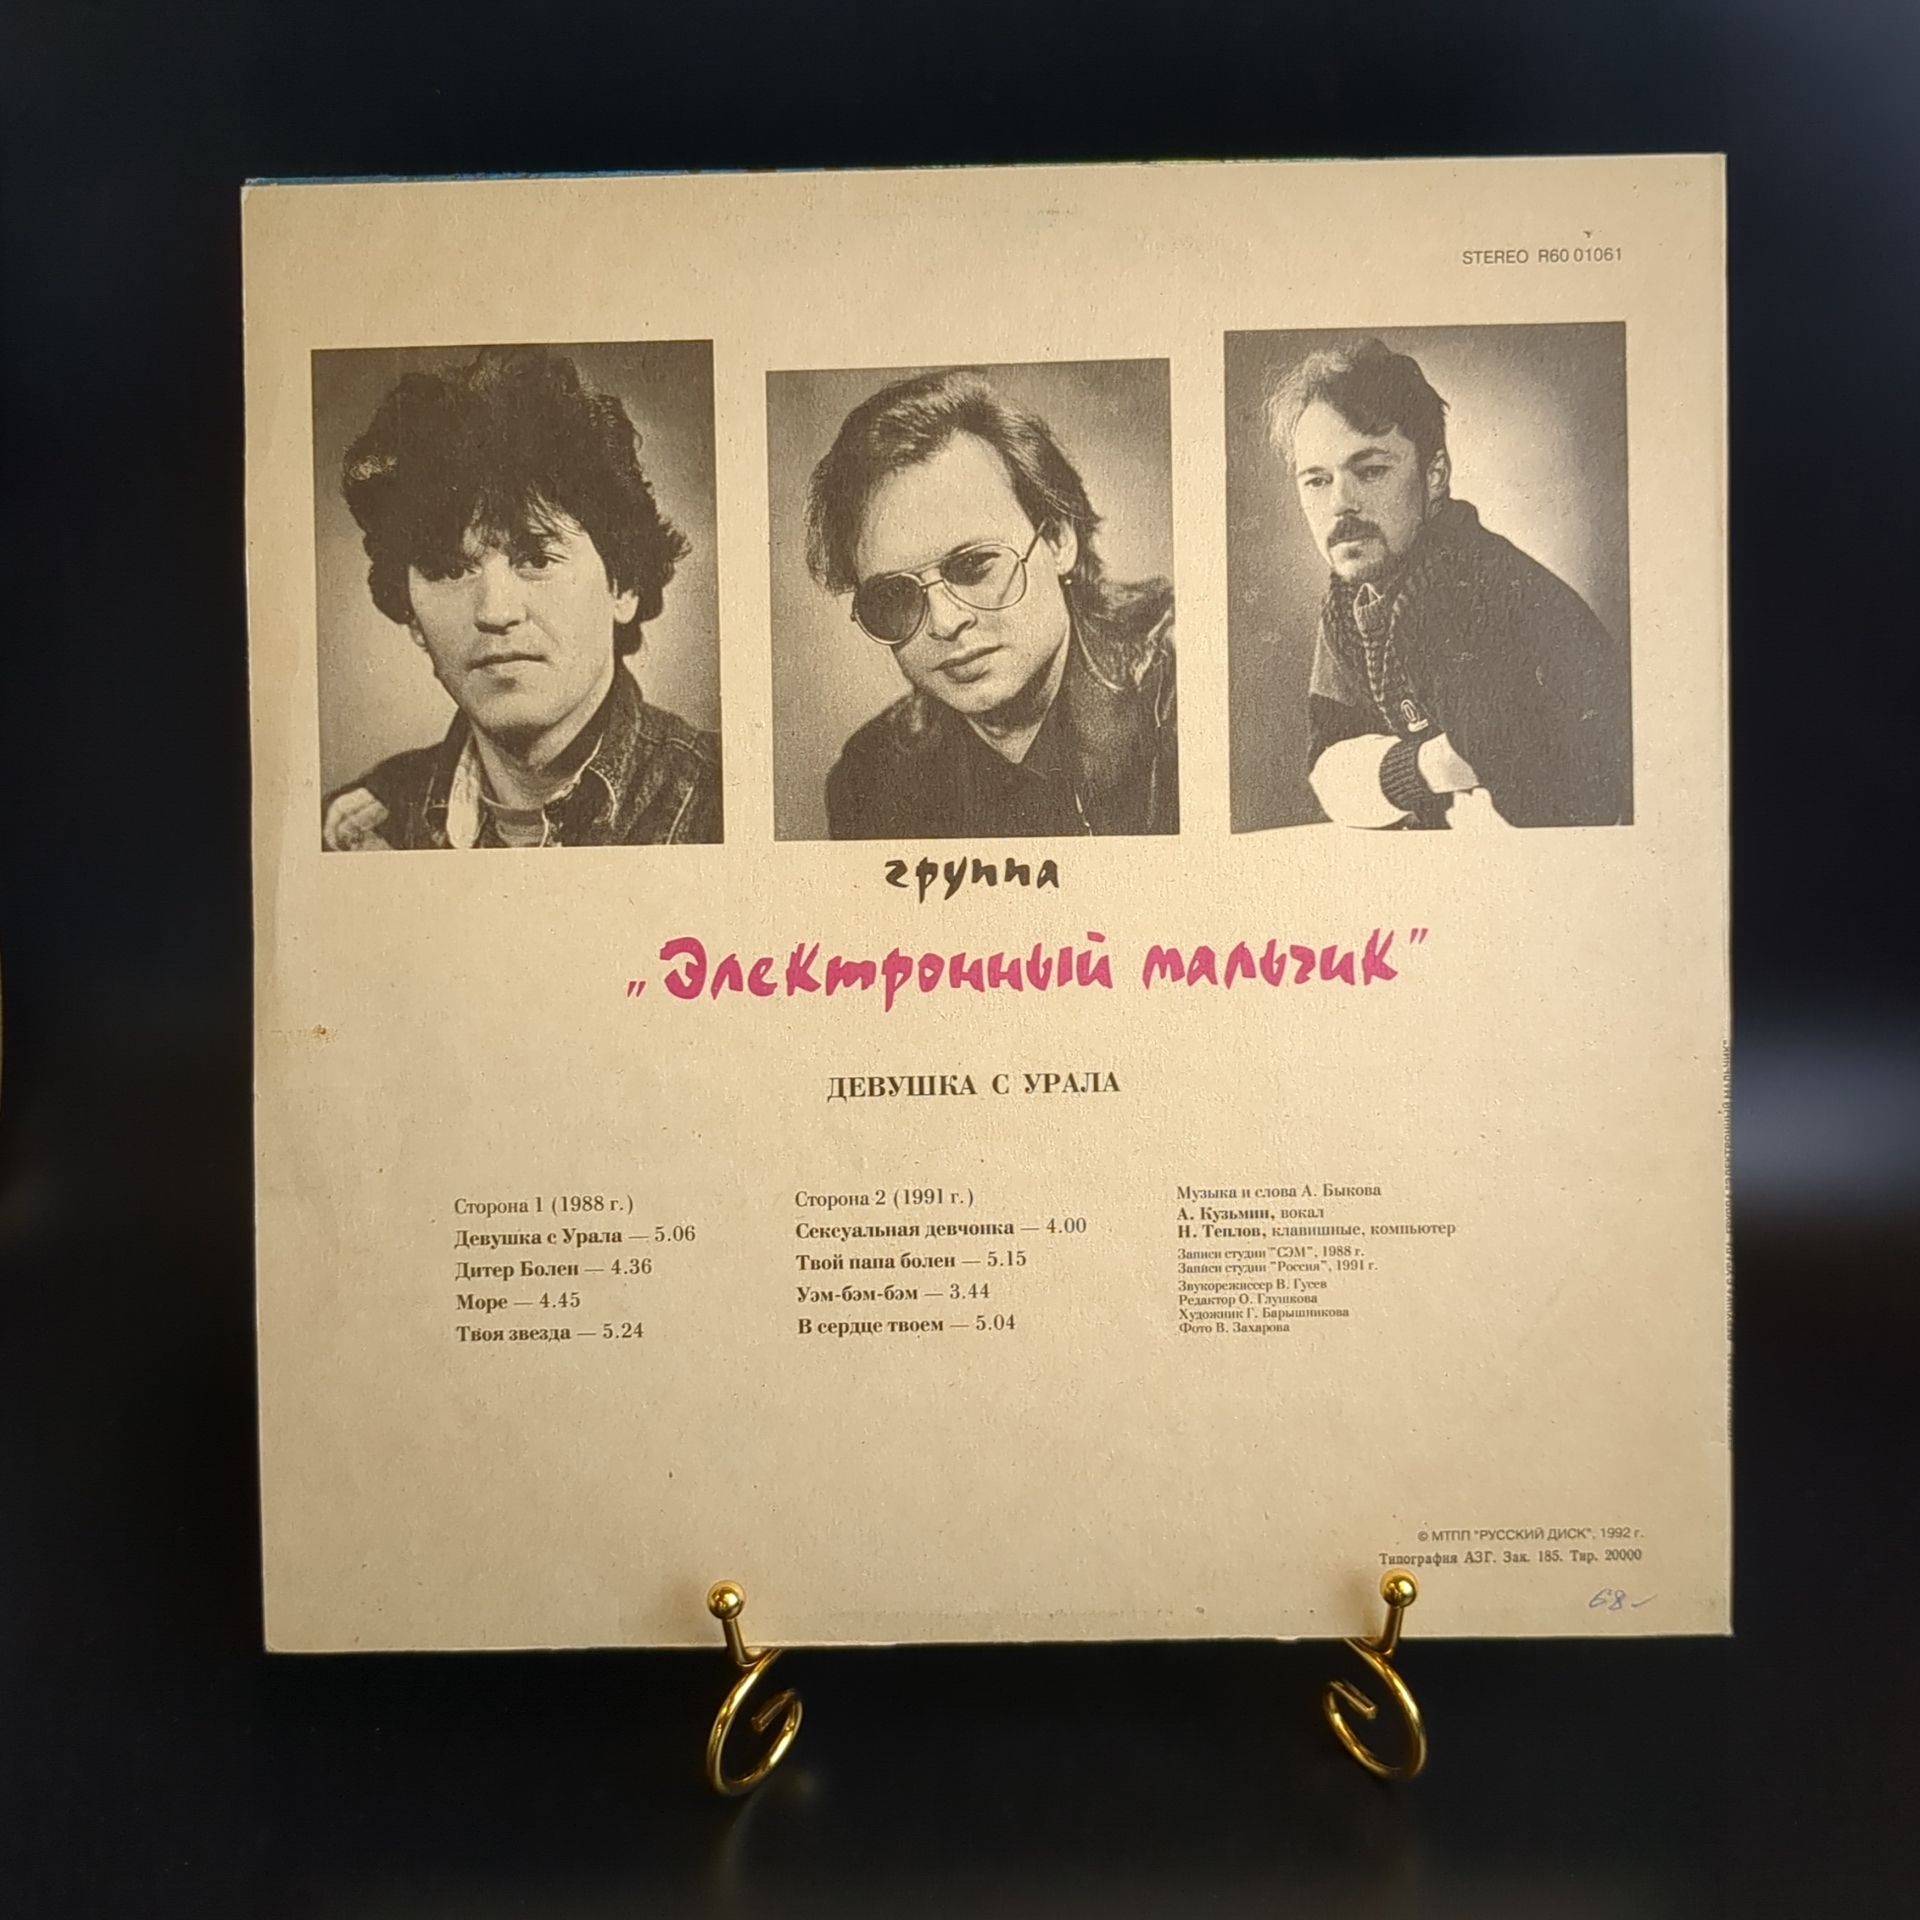 STEREO R60 01061
группа
„Электронный мальчик”
ДЕВУШКА С УРАЛА
Сторона 1 (1988 г.)
Девушка с Урала — 5.06
Дитер Болен — 4.36
Море — 4.45
Твоя звезда — 5.24
Сторона 2 (1991 г.)
Сексуальная девчонка — 4.00
Твой папа болен — 5.15
Уэм-бэм-бэм — 3.44
В сердце твоем — 5.04
Музыка и слова А. Быкова
А. Кузьмин, вокал
Н. Теплов, клавишные, компьютер
Записи студии "СЭМ", 1988 г.
Записи студии "Россия", 1991 г.
Звукорежиссер В. Гусев
Редактор О. Глушкова
Художник Г. Барышникова
Фото В. Захарова
© МТПП "РУССКИЙ ДИСК", 1992 г.
Типография АЗГ. Зак. 185. Тир. 20000
68-